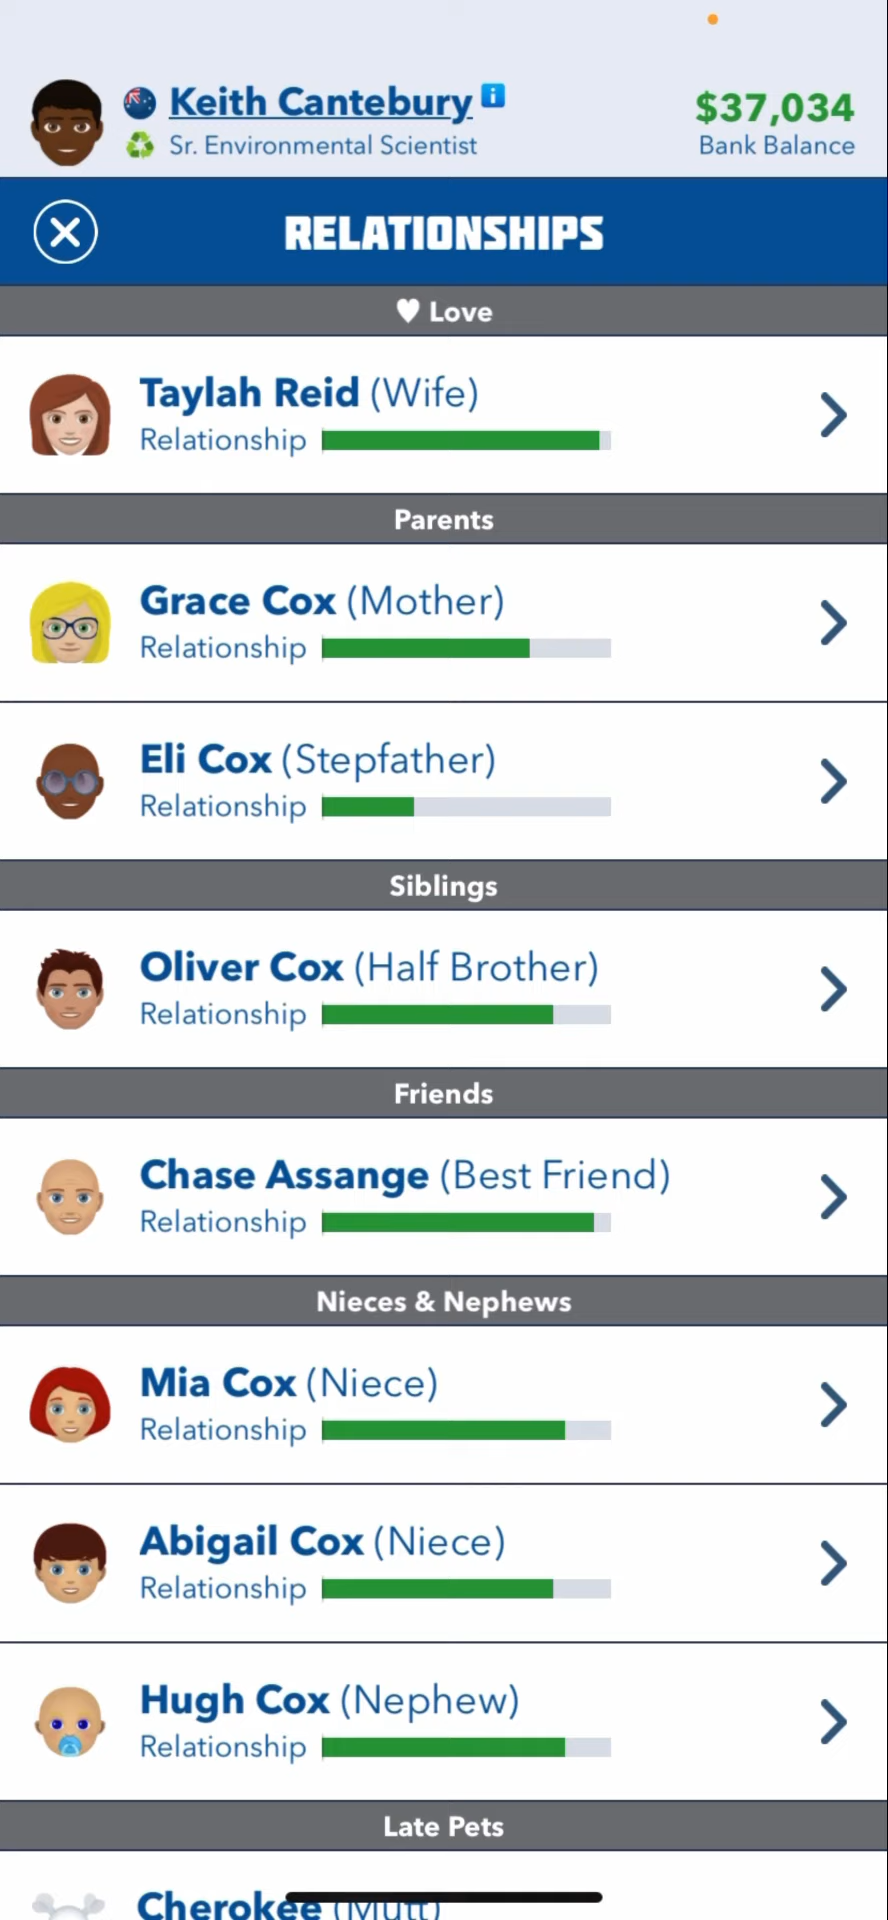 Keith Cantebury
$37,034
Sr. Environmental Scientist
Bank Balance
RELATIONSHIPS
Love
Taylah Reid (Wife)
Relationship
Parents
Grace Cox (Mother)
Relationship
Eli Cox (Stepfather)
Relationship
Siblings
Oliver Cox (Half Brother)
Relationship
Friends
Chase Assange (Best Friend)
Relationship
Nieces & Nephews
Mia Cox (Niece)
Relationship
Abigail Cox (Niece)
Relationship
Hugh Cox (Nephew)
Relationship
Late Pets
Cherokee (Mutt)